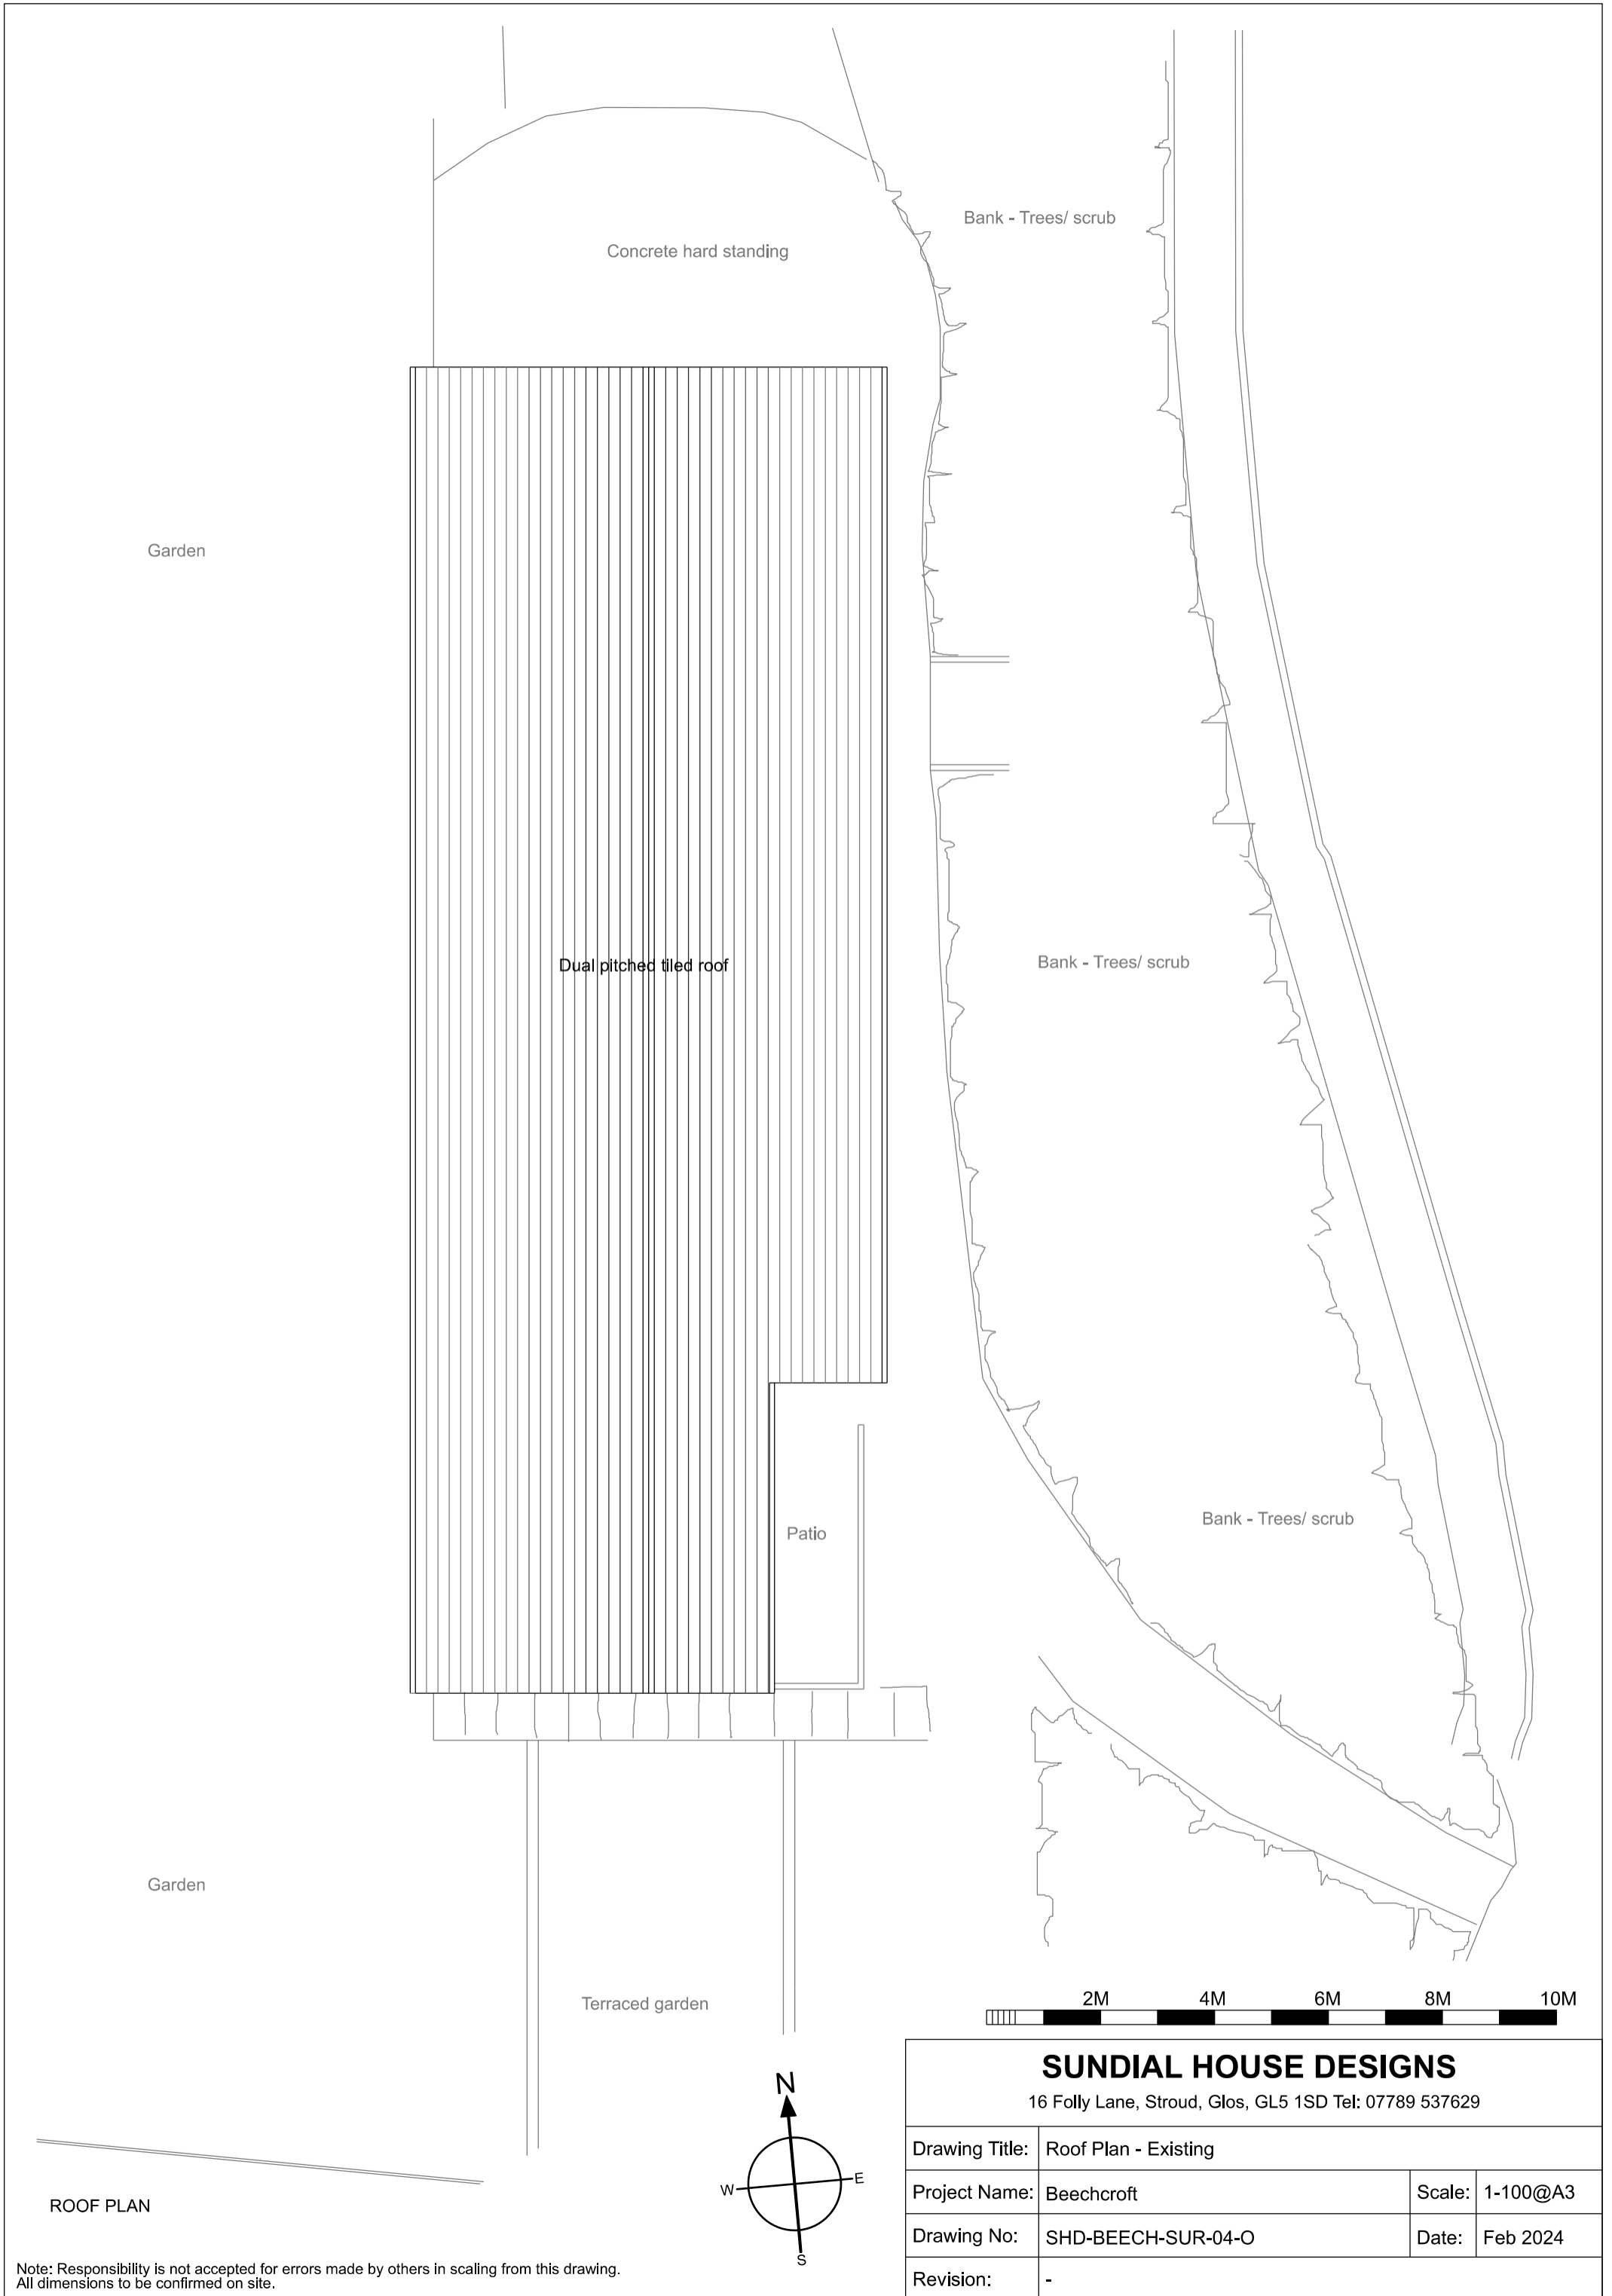 Bank - Trees/ scrub
Concrete hard standing
Garden
Dual pitched tiled roof
Bank - Trees/ scrub
Bank - Trees/ scrub
Patio
Garden
Terraced garden
2M 4M 6M 8M 10M
N
W E
S
SUNDIAL HOUSE DESIGNS
16 Folly Lane, Stroud, Glos, GL5 1SD Tel: 07789 537629
Drawing Title: Roof Plan - Existing
Project Name: Beechcroft Scale: 1-100@A3
Drawing No: SHD-BEECH-SUR-04-O Date: Feb 2024
Revision: -
ROOF PLAN
Note: Responsibility is not accepted for errors made by others in scaling from this drawing.
All dimensions to be confirmed on site.